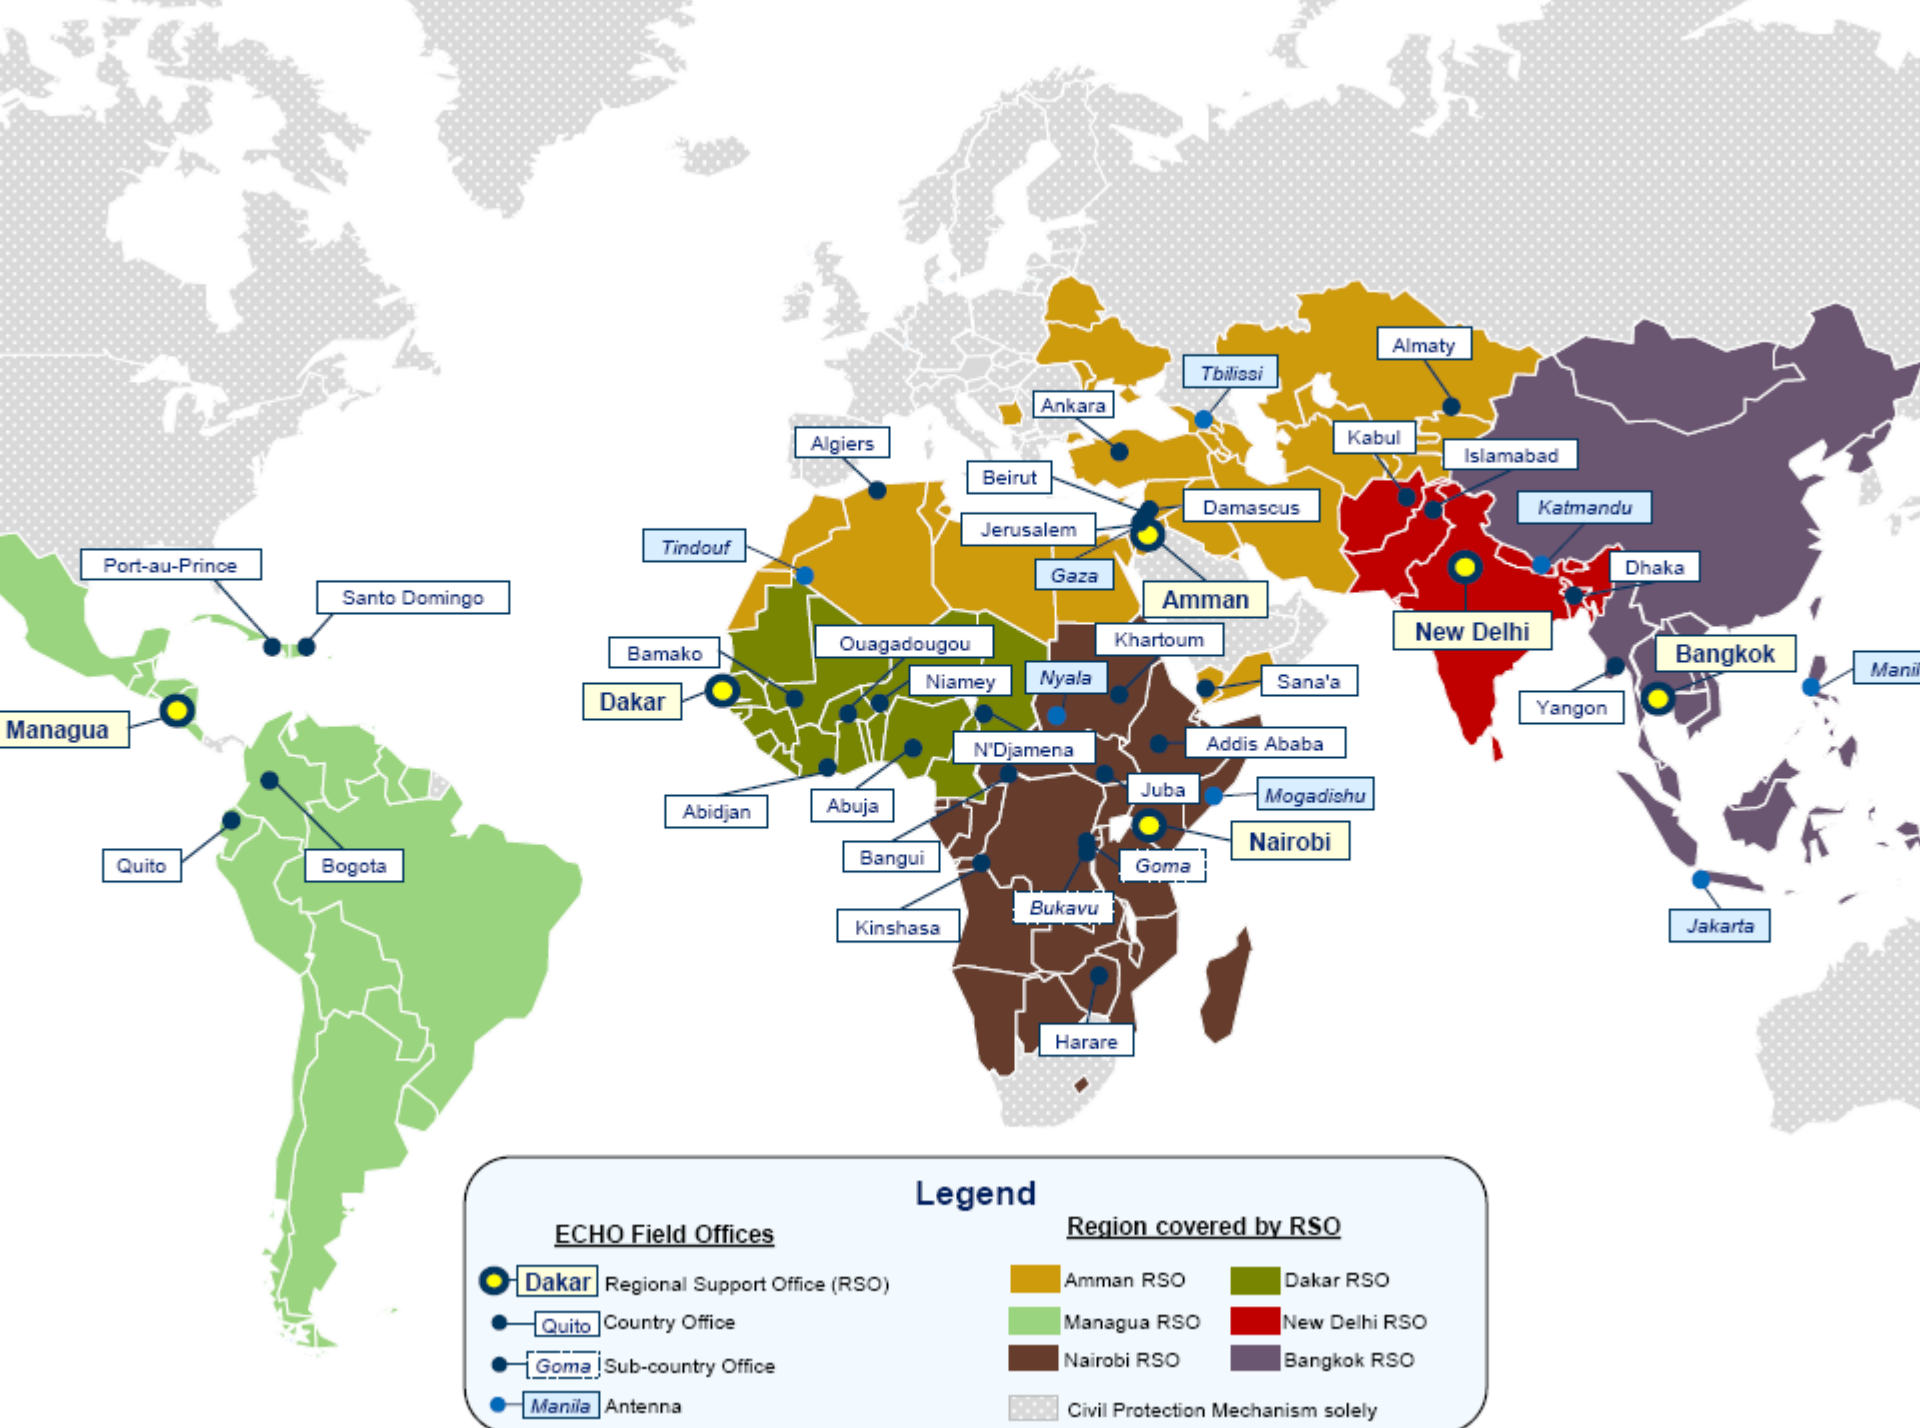 Almaty
Tbilissi
Ankara
Kabul
Algiers
Islamabad
Beirut
Damascus
Katmandu
Jerusalem
Tindouf
Port-au-Prince
Gaza
Dhaka
Santo Domingo
Amman
New Delhi
Khartoum
Ouagadougou
Bamako
Bangkok
Nyala
Niamey
Sana'a
Manil
Dakar
Yangon
Managua
Addis Ababa
N'Djamena
Juba
Mogadishu
Abuja
Abidjan
Nairobi
Bangui
Goma
Quito
Bogota
Bukavu
Kinshasa
Jakarta
Harare
Legend
ECHO Field Offices
Dakar Regional Support Office (RSO)
Quito Country Office
Goma Sub-country Office
Manila Antenna
Region covered by RSO
Amman RSO
Dakar RSO
Managua RSO
New Delhi RSO
Nairobi RSO
Bangkok RSO
Civil Protection Mechanism solely